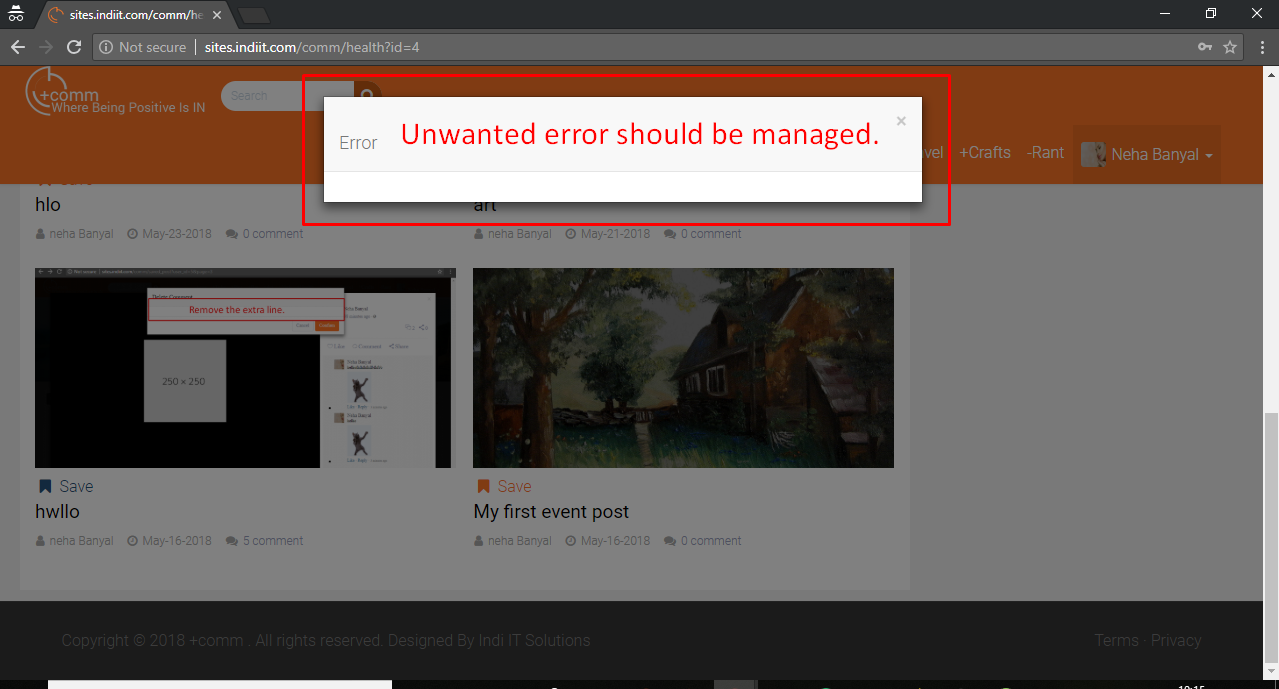 sites.indiit.com/comm/he
Not secure sites.indiit.com/comm/health?id=4
+comm
Where Being Positive Is IN
Search
Error Unwanted error should be managed.
×
+Crafts -Rant Neha Banyal
hlo
art
neha Banyal May-23-2018 0 comment
neha Banyal May-21-2018 0 comment
Remove the extra line.
250 × 250
Save
hwllo
neha Banyal May-16-2018 5 comment
Save
My first event post
neha Banyal May-16-2018 0 comment
Copyright © 2018 +comm . All rights reserved. Designed By Indi IT Solutions
Terms · Privacy